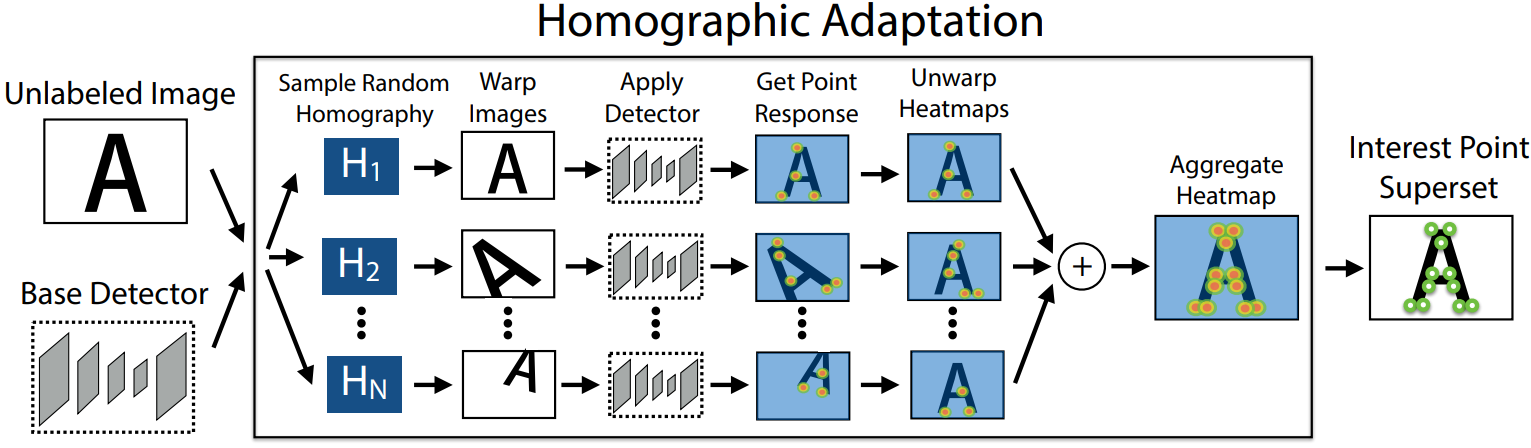 Homographic Adaptation
Unlabeled Image
A
Base Detector
Sample Random
Homography
Warp
Images
Apply
Detector
Get Point
Response
Unwarp
Heatmaps
H1
A
A
A
H2
A
A
A
HN
A
A
A
+
Aggregate
Heatmap
A
Interest Point
Superset
A